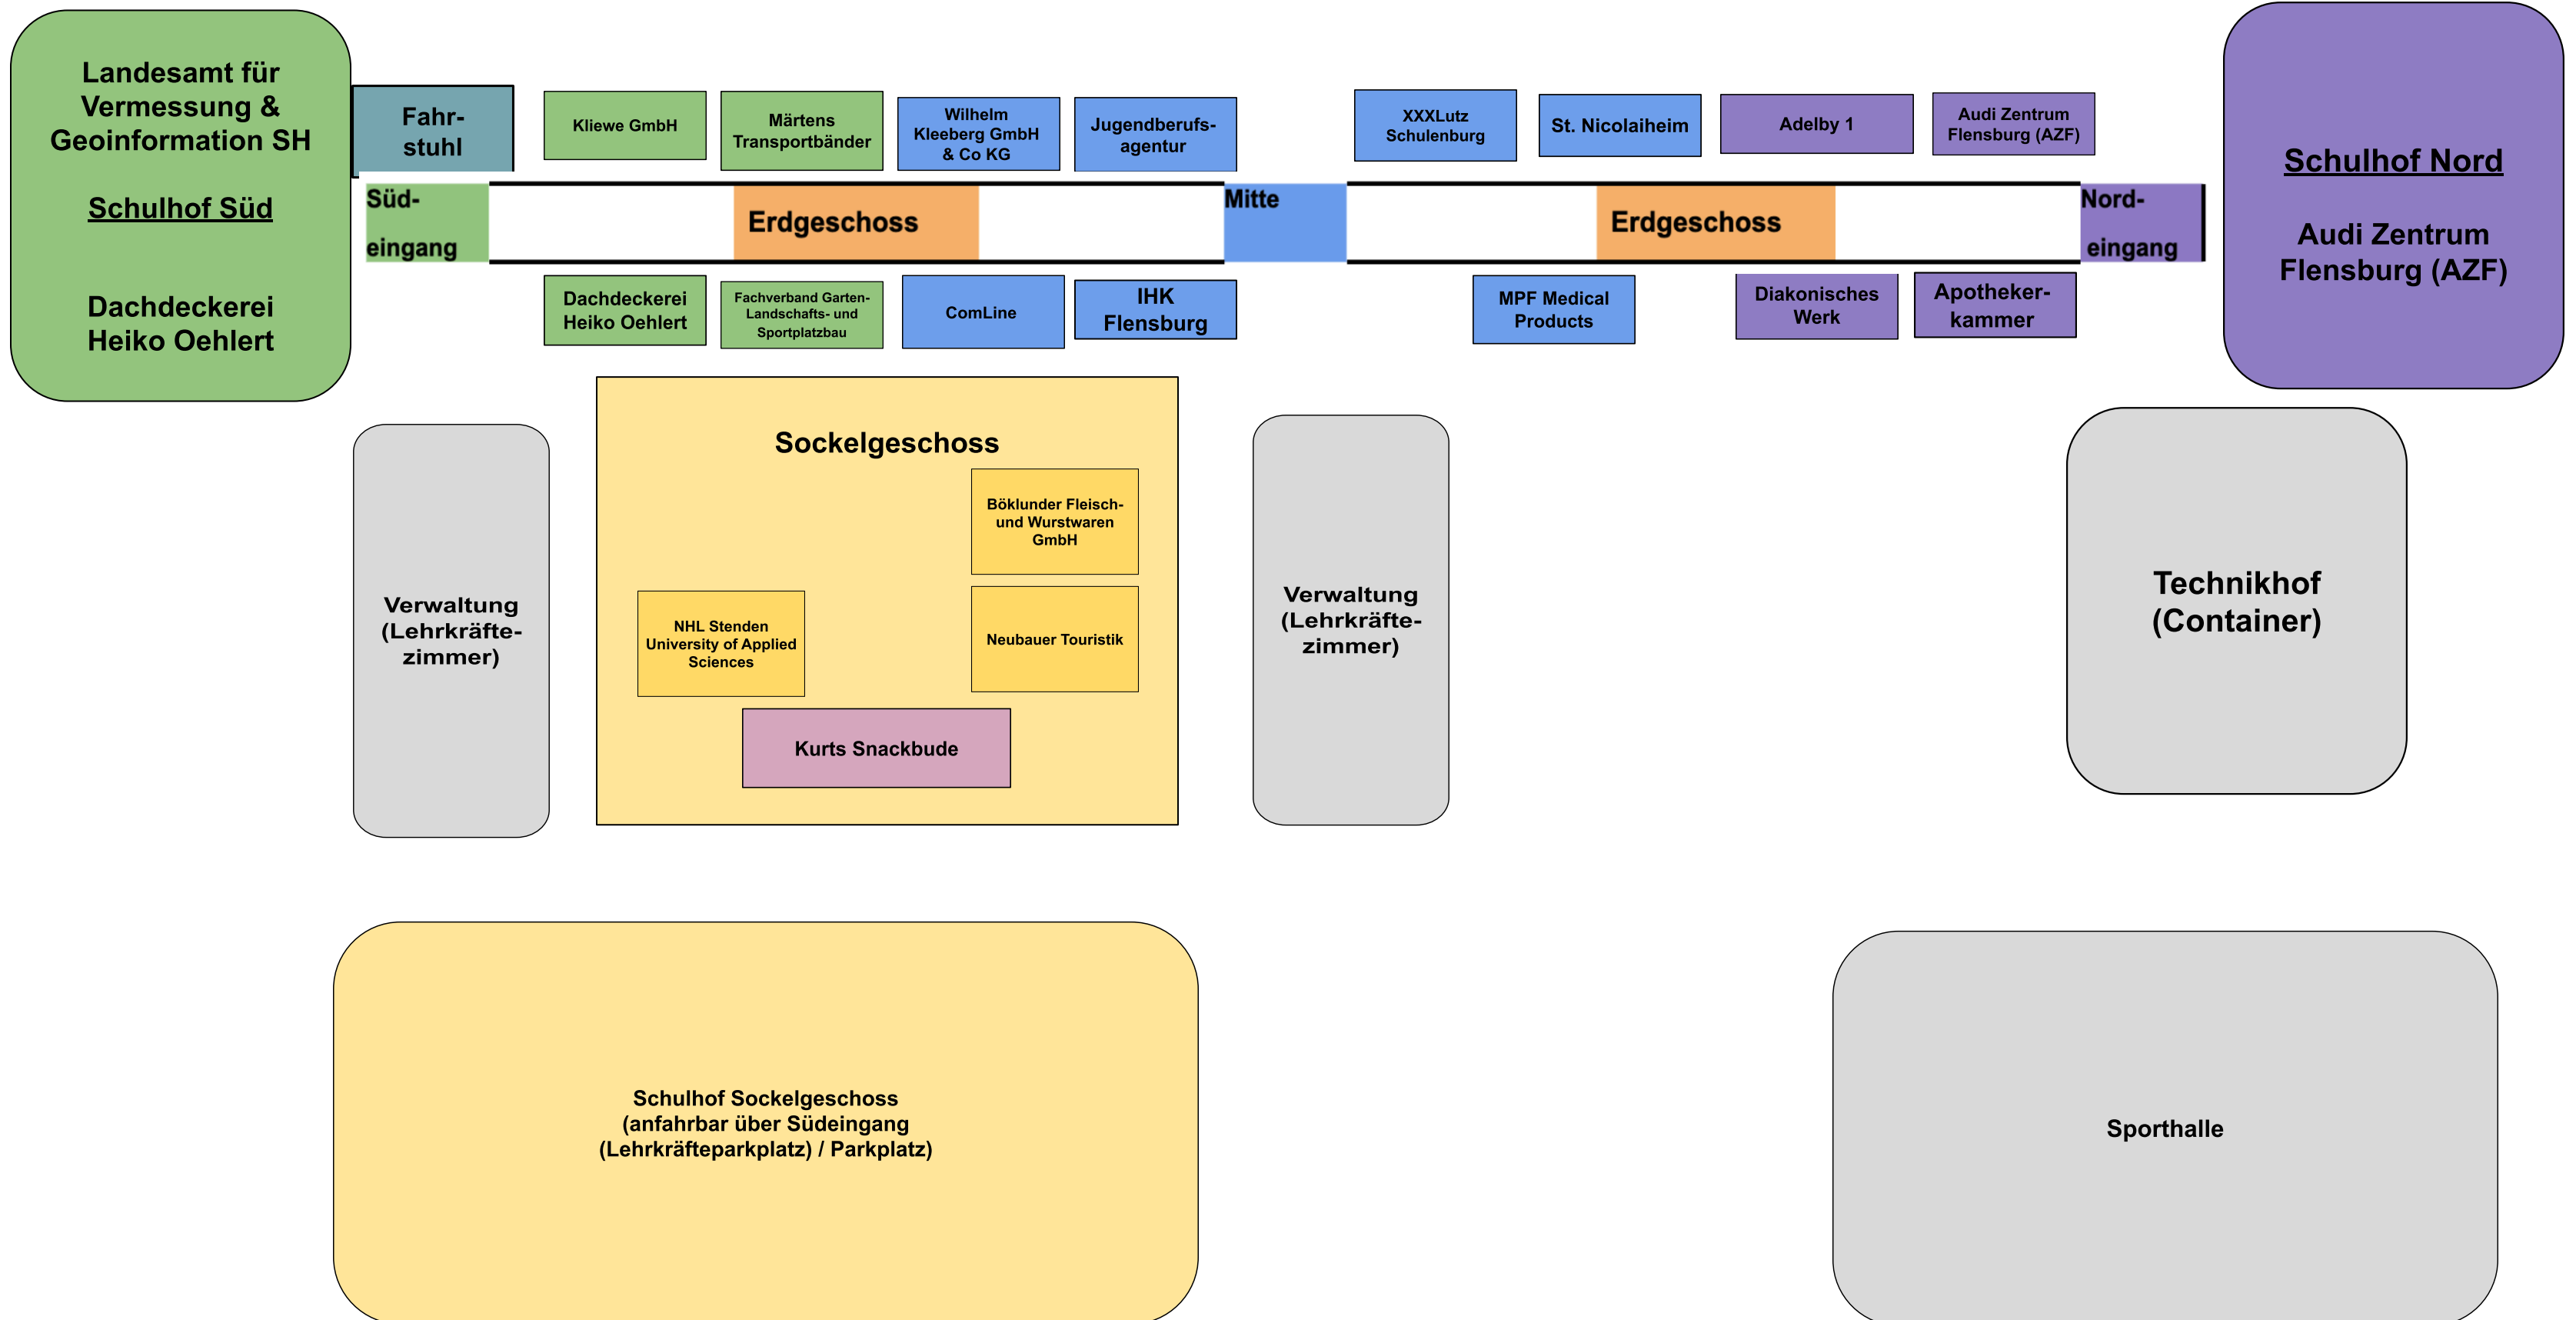 Landesamt für
Vermessung &
Geoinformation SH
Schulhof Süd
Dachdeckerei
Heiko Oehlert
Fahr-
stuhl
Kliewe GmbH
Märtens
Transportbänder
Wilhelm
Kleeberg GmbH
& Co KG
Jugendberufs-
agentur
XXXLutz
Schulenburg
St. Nicolaiheim
Adelby 1
Audi Zentrum
Flensburg (AZF)
Schulhof Nord
Audi Zentrum
Flensburg (AZF)
Süd-
eingang
Erdgeschoss
Mitte
Erdgeschoss
Nord-
eingang
Dachdeckerei
Heiko Oehlert
Fachverband Garten-
Landschafts- und
Sportplatzbau
ComLine
IHK
Flensburg
MPF Medical
Products
Diakonisches
Werk
Apotheker-
kammer
Verwaltung
(Lehrkräfte-
zimmer)
Sockelgeschoss
Böklunder Fleisch-
und Wurstwaren
GmbH
NHL Stenden
University of Applied
Sciences
Neubauer Touristik
Kurts Snackbude
Verwaltung
(Lehrkräfte-
zimmer)
Technikhof
(Container)
Schulhof Sockelgeschoss
(anfahrbar über Südeingang
(Lehrkräfteparkplatz) / Parkplatz)
Sporthalle